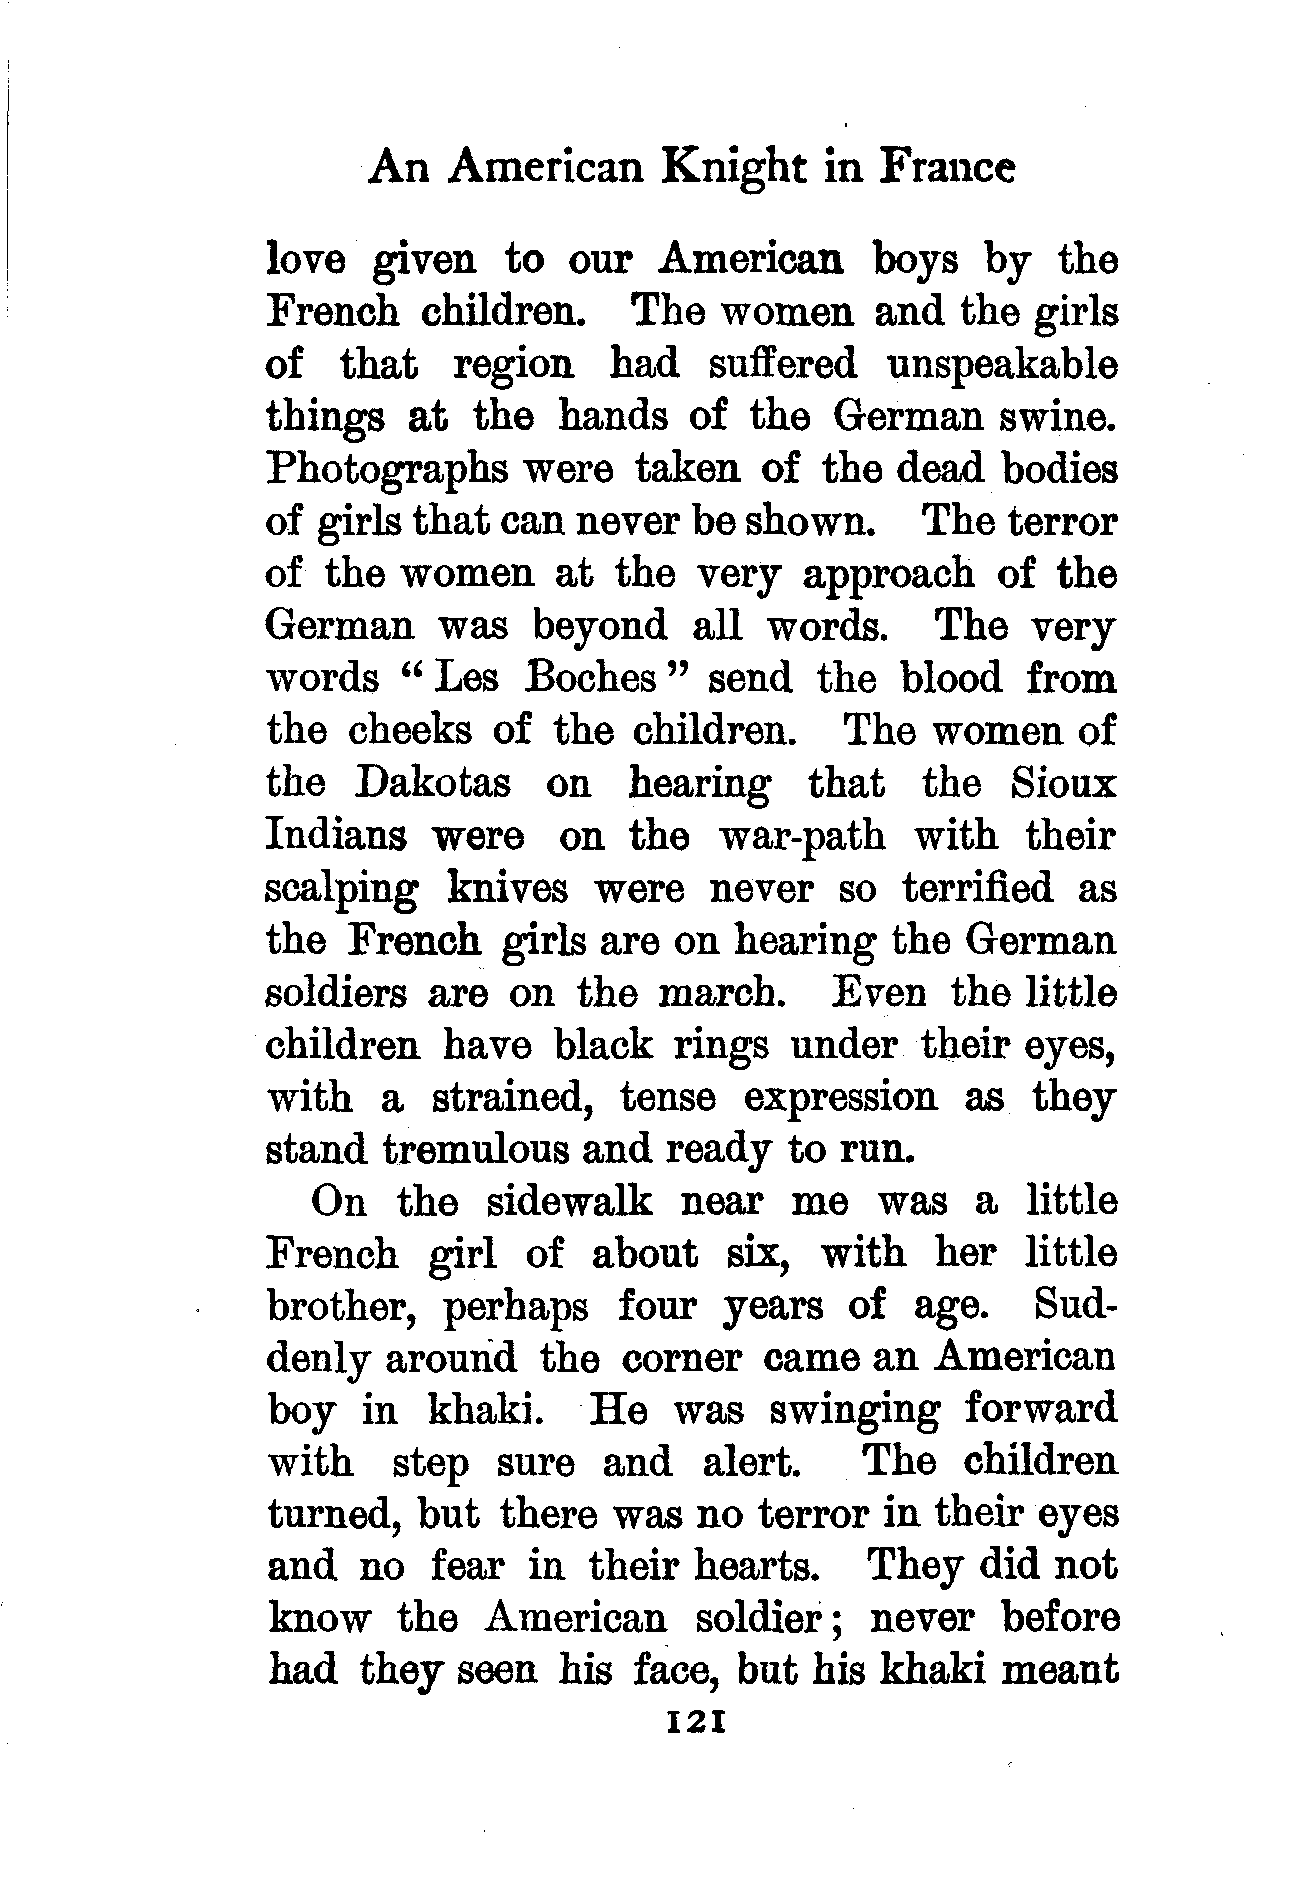 An American Knight in France
love given to our American boys by the
French children. The women and the girls
of that region had suffered unspeakable
things at the hands of the German swine.
Photographs were taken of the dead bodies
of girls that can never be shown. The terror
of the women at the very approach of the
German was beyond all words. The very
words “ Les Boches ” send the blood from
the cheeks of the children. The women of
the Dakotas on hearing that the Sioux
Indians were on the war-path with their
scalping knives were never so terrified as
the French girls are on hearing the German
soldiers are on the march. Even the little
children have black rings under their eyes,
with a strained, tense expression as they
stand tremulous and ready to run.
On the sidewalk near me was a little
French girl of about six, with her little
brother, perhaps four years of age. Sud-
denly around the corner came an American
boy in khaki. He was swinging forward
with step sure and alert. The children
turned, but there was no terror in their eyes
and no fear in their hearts. They did not
know the American soldier ; never before
had they seen his face, but his khaki meant
121